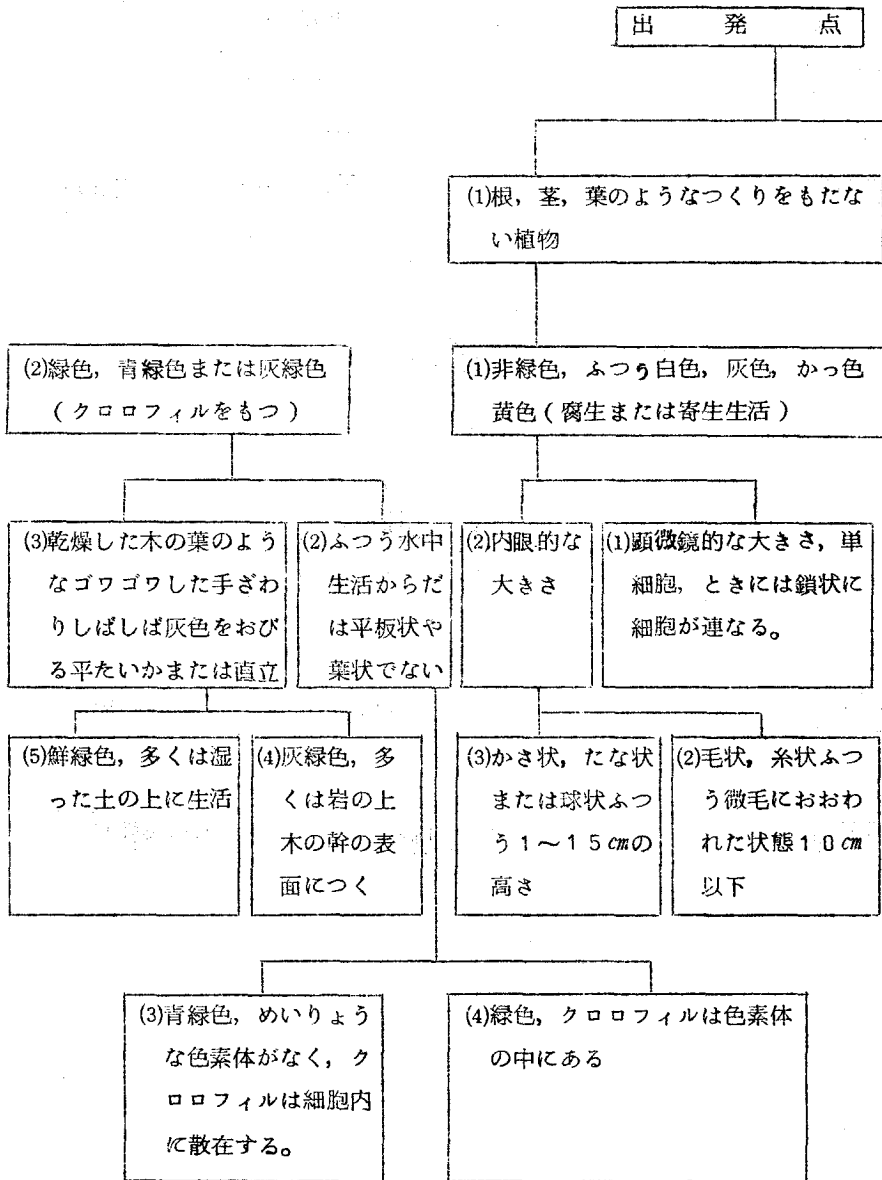 出発点
(1)根，茎，葉のようなつくりをもたな
い植物
(2)緑色，青緑色または灰緑色
（クロロフィルをもつ）
(1)非緑色，ふつう白色，灰色，かっ色
黄色（腐生または寄生生活）
(3)乾燥した木の葉のよう
なゴワゴワした手ざわ
りしばしば灰色をおび
る平たいかまたは直立
(2)ふつう水中
生活からだ
は平板状や
葉状でない
(2)内眼的な
大きさ
(1)顕微鏡的な大きさ，単
細胞，ときには鎖状に
細胞が連なる。
(5)鮮緑色，多くは湿
った土の上に生活
(4)灰緑色，多
くは岩の上
木の幹の表
面につく
(3)かさ状，たな状
または球状ふつ
う1～15cmの
高さ
(2)毛状，糸状ふつ
う微毛におおわ
れた状態10cm
以下
(3)青緑色，めいりょう
な色素体がなく，ク
ロロフィルは細胞内
に散在する。
(4)緑色，クロロフィルは色素体
の中にある